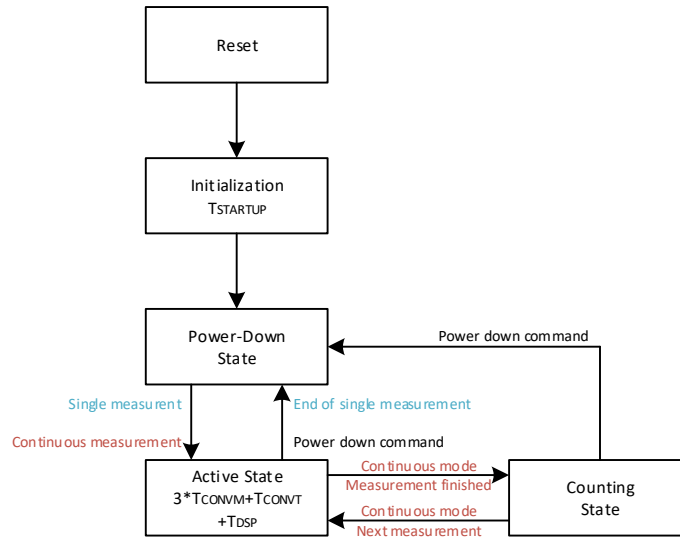 Reset
Initialization
TSTARTUP
Power-Down
State
Power down command
Single measurent
End of single measurement
Continuous measurement
Power down command
Active State
3*TCONVM+TCONVT
+TDSP
Continuous mode
Measurement finished
Continuous mode
Next measurement
Counting
State